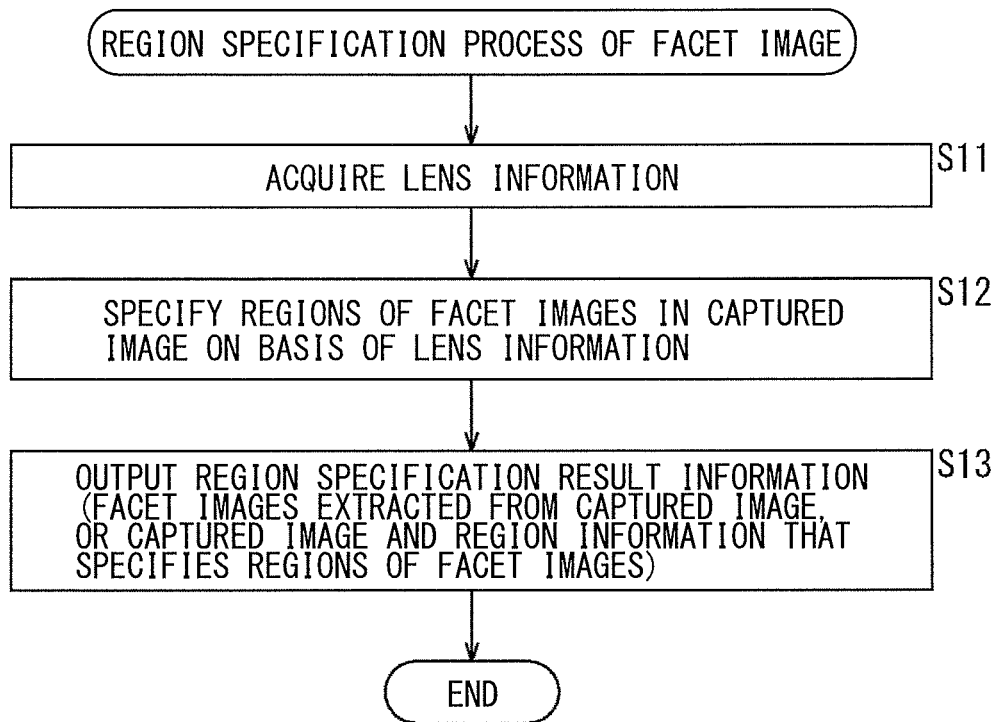 REGION SPECIFICATION PROCESS OF FACET IMAGE
S11
ACQUIRE LENS INFORMATION
S12
SPECIFY REGIONS OF FACET IMAGES IN CAPTURED
IMAGE ON BASIS OF LENS INFORMATION
S13
OUTPUT REGION SPECIFICATION RESULT INFORMATION
(FACET IMAGES EXTRACTED FROM CAPTURED IMAGE,
OR CAPTURED IMAGE AND REGION INFORMATION THAT
SPECIFIES REGIONS OF FACET IMAGES)
END